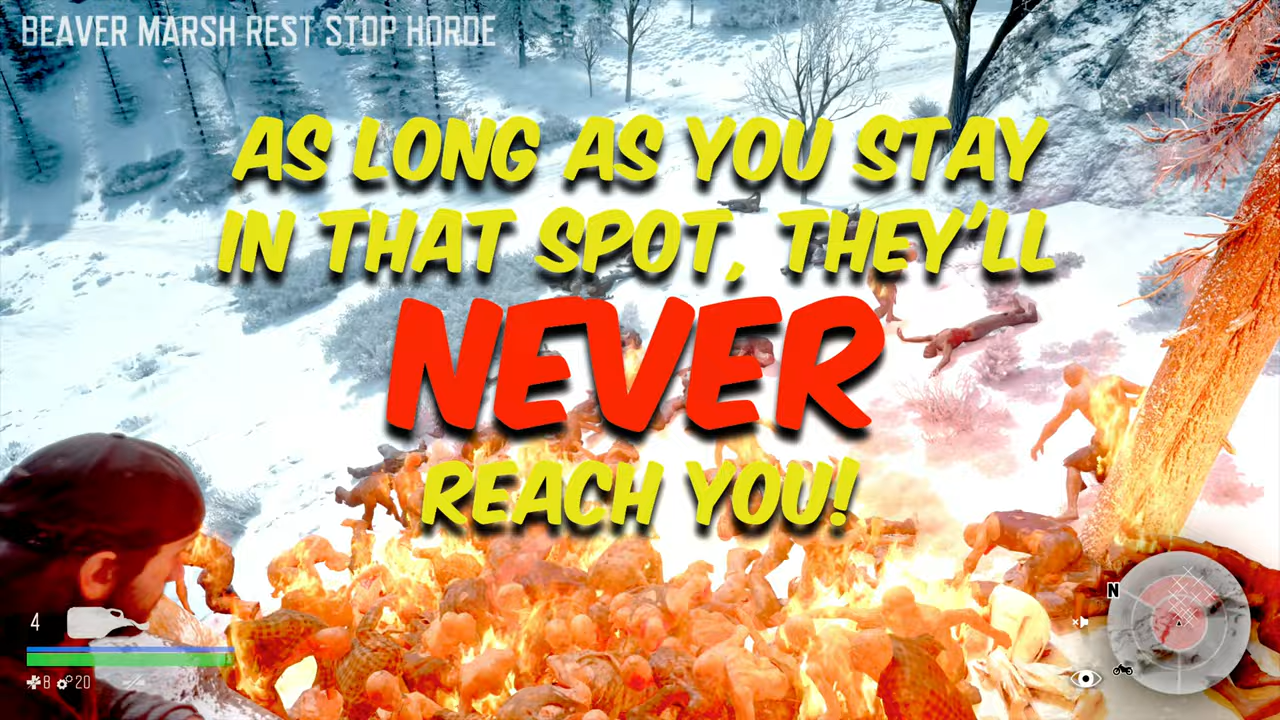 BEAVER MARSH REST STOP HORDE
AS LONG AS YOU STAY
IN THAT SPOT, THEY'LL
NEVER
REACH YOU!
4
8 20
N